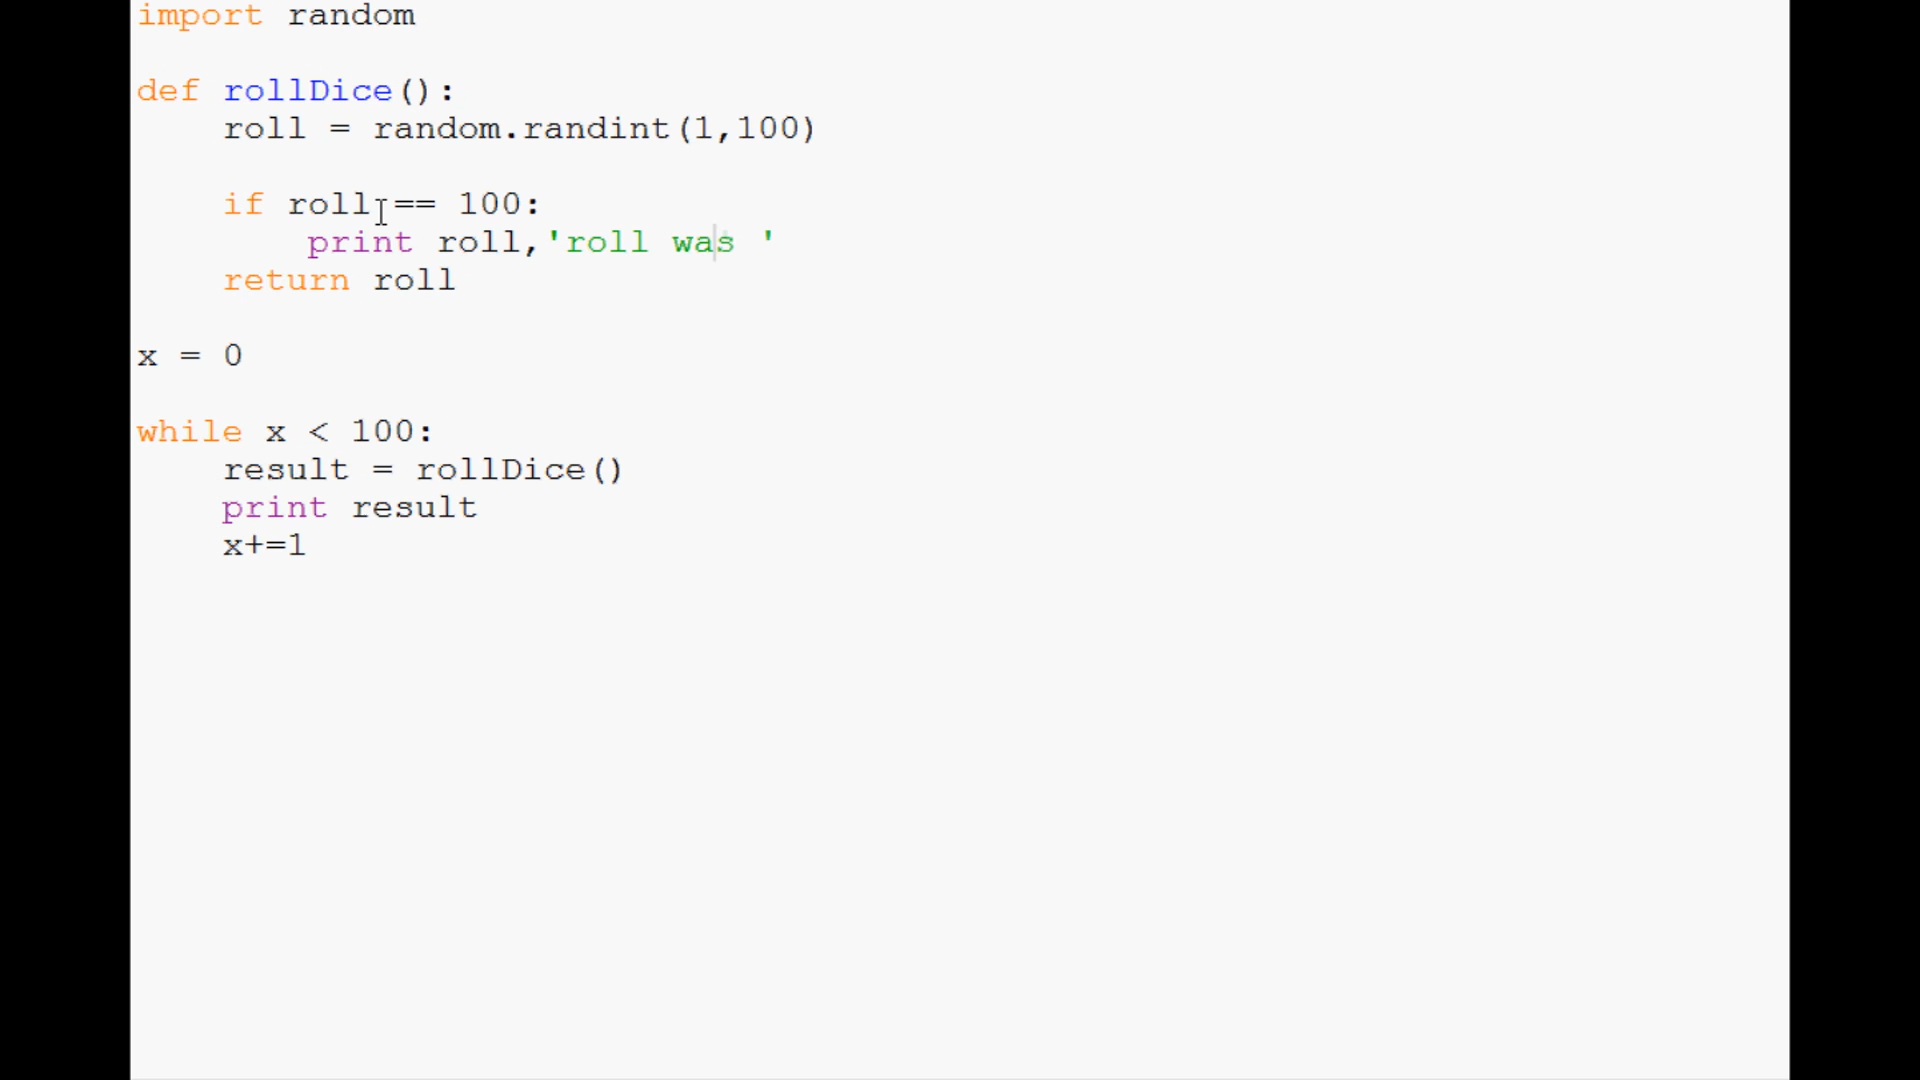 import random
def rollDice():
    roll = random.randint(1,100)
    if roll == 100:
        print roll,'roll was '
    return roll
x = 0
while x < 100:
    result = rollDice()
    print result
    x+=1